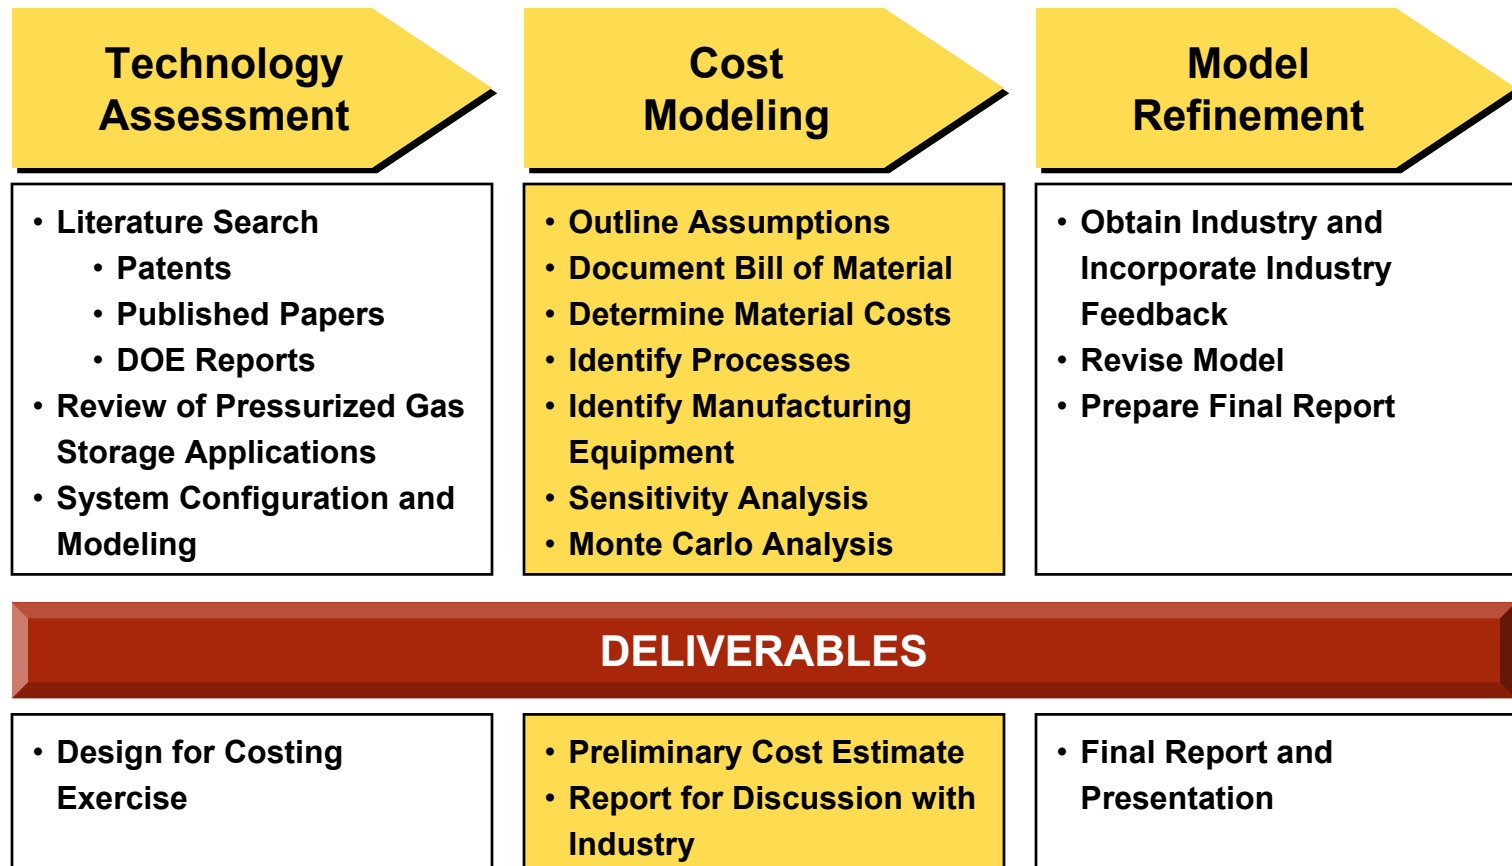 Technology
Assessment
Cost
Modeling
Model
Refinement
• Literature Search
• Patents
• Published Papers
• DOE Reports
• Review of Pressurized Gas
Storage Applications
• System Configuration and
Modeling
• Outline Assumptions
• Document Bill of Material
• Determine Material Costs
• Identify Processes
• Identify Manufacturing
Equipment
• Sensitivity Analysis
• Monte Carlo Analysis
• Obtain Industry and
Incorporate Industry
Feedback
• Revise Model
• Prepare Final Report
DELIVERABLES
• Design for Costing
Exercise
• Preliminary Cost Estimate
• Report for Discussion with
Industry
• Final Report and
Presentation